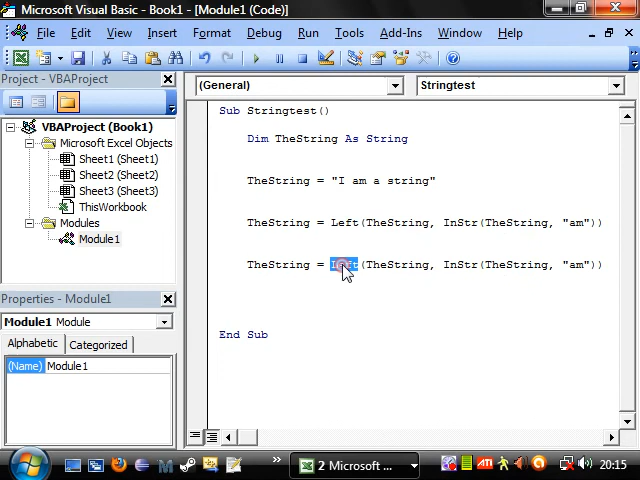 Microsoft Visual Basic - Book1 - [Module1 (Code)]
File Edit View Insert Format Debug Run Tools Add-Ins Window Help
Project - VBAProject
VBAProject (Book1)
Microsoft Excel Objects
Sheet1 (Sheet1)
Sheet2 (Sheet2)
Sheet3 (Sheet3)
ThisWorkbook
Modules
Module1
Properties - Module1
Module1 Module
Alphabetic Categorized
(Name) Module1
(General) Stringtest
Sub Stringtest()
Dim TheString As String
TheString = "I am a string"
TheString = Left(TheString, InStr(TheString, "am"))
TheString = (TheString, InStr(TheString, "am"))
End Sub
2 Microsoft ...
ATI
20:15